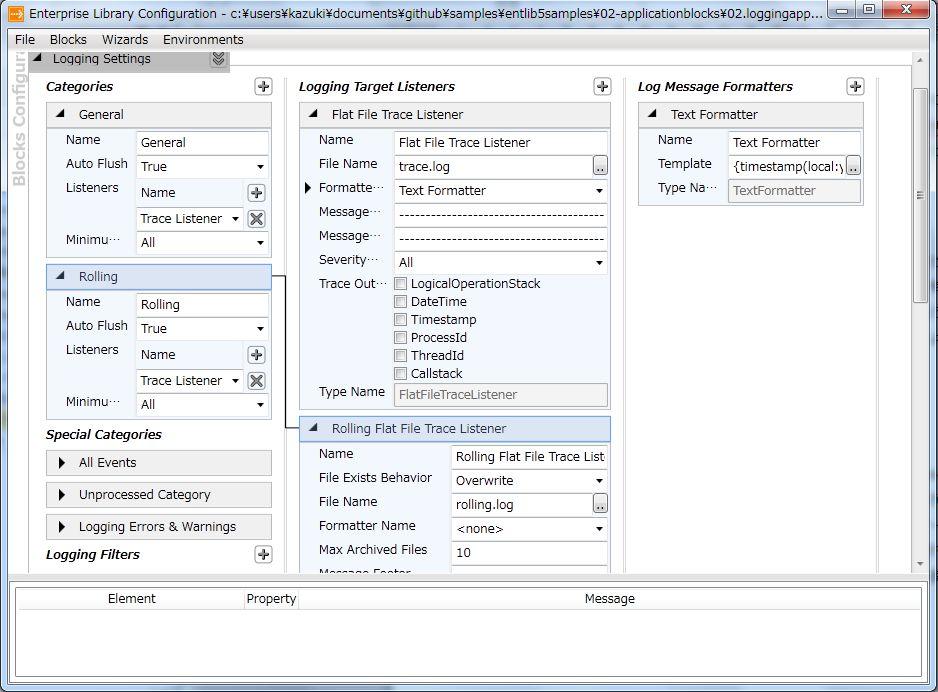 Enterprise Library Configuration - c:¥users¥kazuki¥documents¥github¥samples¥entlib5samples¥02-applicationblocks¥02.loggingapp...
File Blocks Wizards Environments
Blocks Configura
Logging Settings
Categories
General
Name General
Auto Flush True
Listeners Name
Trace Listener
Minimu… All
Rolling
Name Rolling
Auto Flush True
Listeners Name
Trace Listener
Minimu… All
Special Categories
All Events
Unprocessed Category
Logging Errors & Warnings
Logging Filters
Logging Target Listeners
Flat File Trace Listener
Name Flat File Trace Listener
File Name trace.log ..
Formatte… Text Formatter
Message… ----------------------------------------
Message… ----------------------------------------
Severity… All
Trace Out… LogicalOperationStack
DateTime
Timestamp
ProcessId
ThreadId
Callstack
Type Name FlatFileTraceListener
Rolling Flat File Trace Listener
Name Rolling Flat File Trace List
File Exists Behavior Overwrite
File Name rolling.log ..
Formatter Name <none>
Max Archived Files 10
Message Footer
Log Message Formatters
Text Formatter
Name Text Formatter
Template {timestamp(local:y ..
Type Na… TextFormatter
Element Property Message